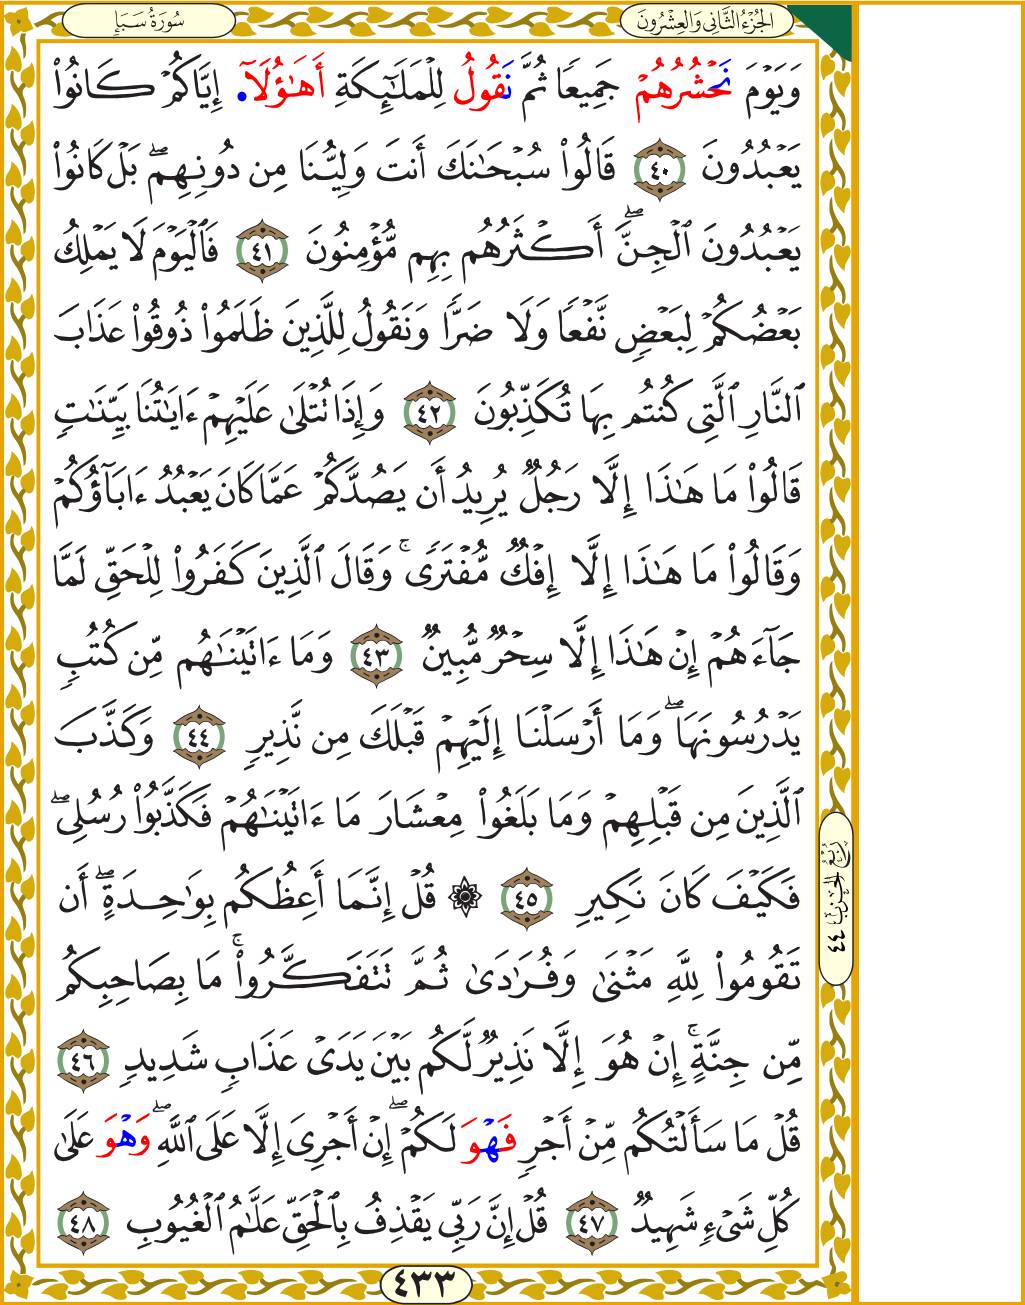 الجُزْءُ الثَّانِي وَالعِشْرُونَ
سُورَةُ سَبَإٍ
وَيَوْمَ نَحْشُرُهُمْ جَمِيعًا ثُمَّ نَقُولُ لِلْمَلَـٰٓئِكَةِ أَهَـٰؤُلَآ. إِيَّاكُمْ كَانُوا۟
يَعْبُدُونَ ٤٠ قَالُوا۟ سُبْحَـٰنَكَ أَنتَ وَلِيُّنَا مِن دُونِهِم ۖ بَلْ كَانُوا۟
يَعْبُدُونَ ٱلْجِنَّ ۖ أَكْثَرُهُم بِهِم مُّؤْمِنُونَ ٤١ فَٱلْيَوْمَ لَا يَمْلِكُ
بَعْضُكُمْ لِبَعْضٍ نَّفْعًا وَلَا ضَرًّا وَنَقُولُ لِلَّذِينَ ظَلَمُوا۟ ذُوقُوا۟ عَذَابَ
ٱلنَّارِ ٱلَّتِى كُنتُم بِهَا تُكَذِّبُونَ ٤٢ وَإِذَا تُتْلَىٰ عَلَيْهِمْ ءَايَـٰتُنَا بَيِّنَـٰتٍ
قَالُوا۟ مَا هَـٰذَا إِلَّا رَجُلٌ يُرِيدُ أَن يَصُدَّكُمْ عَمَّا كَانَ يَعْبُدُ ءَابَآؤُكُمْ
وَقَالُوا۟ مَا هَـٰذَا إِلَّا إِفْكٌ مُّفْتَرًى ۚ وَقَالَ ٱلَّذِينَ كَفَرُوا۟ لِلْحَقِّ لَمَّا
جَآءَهُمْ إِنْ هَـٰذَا إِلَّا سِحْرٌ مُّبِينٌ ٤٣ وَمَا ءَاتَيْنَـٰهُم مِّن كُتُبٍ
يَدْرُسُونَهَا ۖ وَمَا أَرْسَلْنَا إِلَيْهِمْ قَبْلَكَ مِن نَّذِيرٍ ٤٤ وَكَذَّبَ
ٱلَّذِينَ مِن قَبْلِهِمْ وَمَا بَلَغُوا۟ مِعْشَارَ مَا ءَاتَيْنَـٰهُمْ فَكَذَّبُوا۟ رُسُلِى ۖ
فَكَيْفَ كَانَ نَكِيرِ ٤٥ ۞ قُلْ إِنَّمَا أَعِظُكُم بِوَٰحِدَةٍ ۖ أَن
تَقُومُوا۟ لِلَّهِ مَثْنَىٰ وَفُرَٰدَىٰ ثُمَّ تَتَفَكَّرُوا۟ ۚ مَا بِصَاحِبِكُم
مِّن جِنَّةٍ ۚ إِنْ هُوَ إِلَّا نَذِيرٌ لَّكُم بَيْنَ يَدَىْ عَذَابٍ شَدِيدٍ ٤٦
قُلْ مَا سَأَلْتُكُم مِّنْ أَجْرٍ فَهْوَ لَكُمْ ۖ إِنْ أَجْرِىَ إِلَّا عَلَى ٱللَّهِ ۖ وَهْوَ عَلَىٰ
كُلِّ شَىْءٍ شَهِيدٌ ٤٧ قُلْ إِنَّ رَبِّى يَقْذِفُ بِٱلْحَقِّ عَلَّـٰمُ ٱلْغُيُوبِ ٤٨
رُبْعُ الحِزْبِ ٤٤
٤٣٣